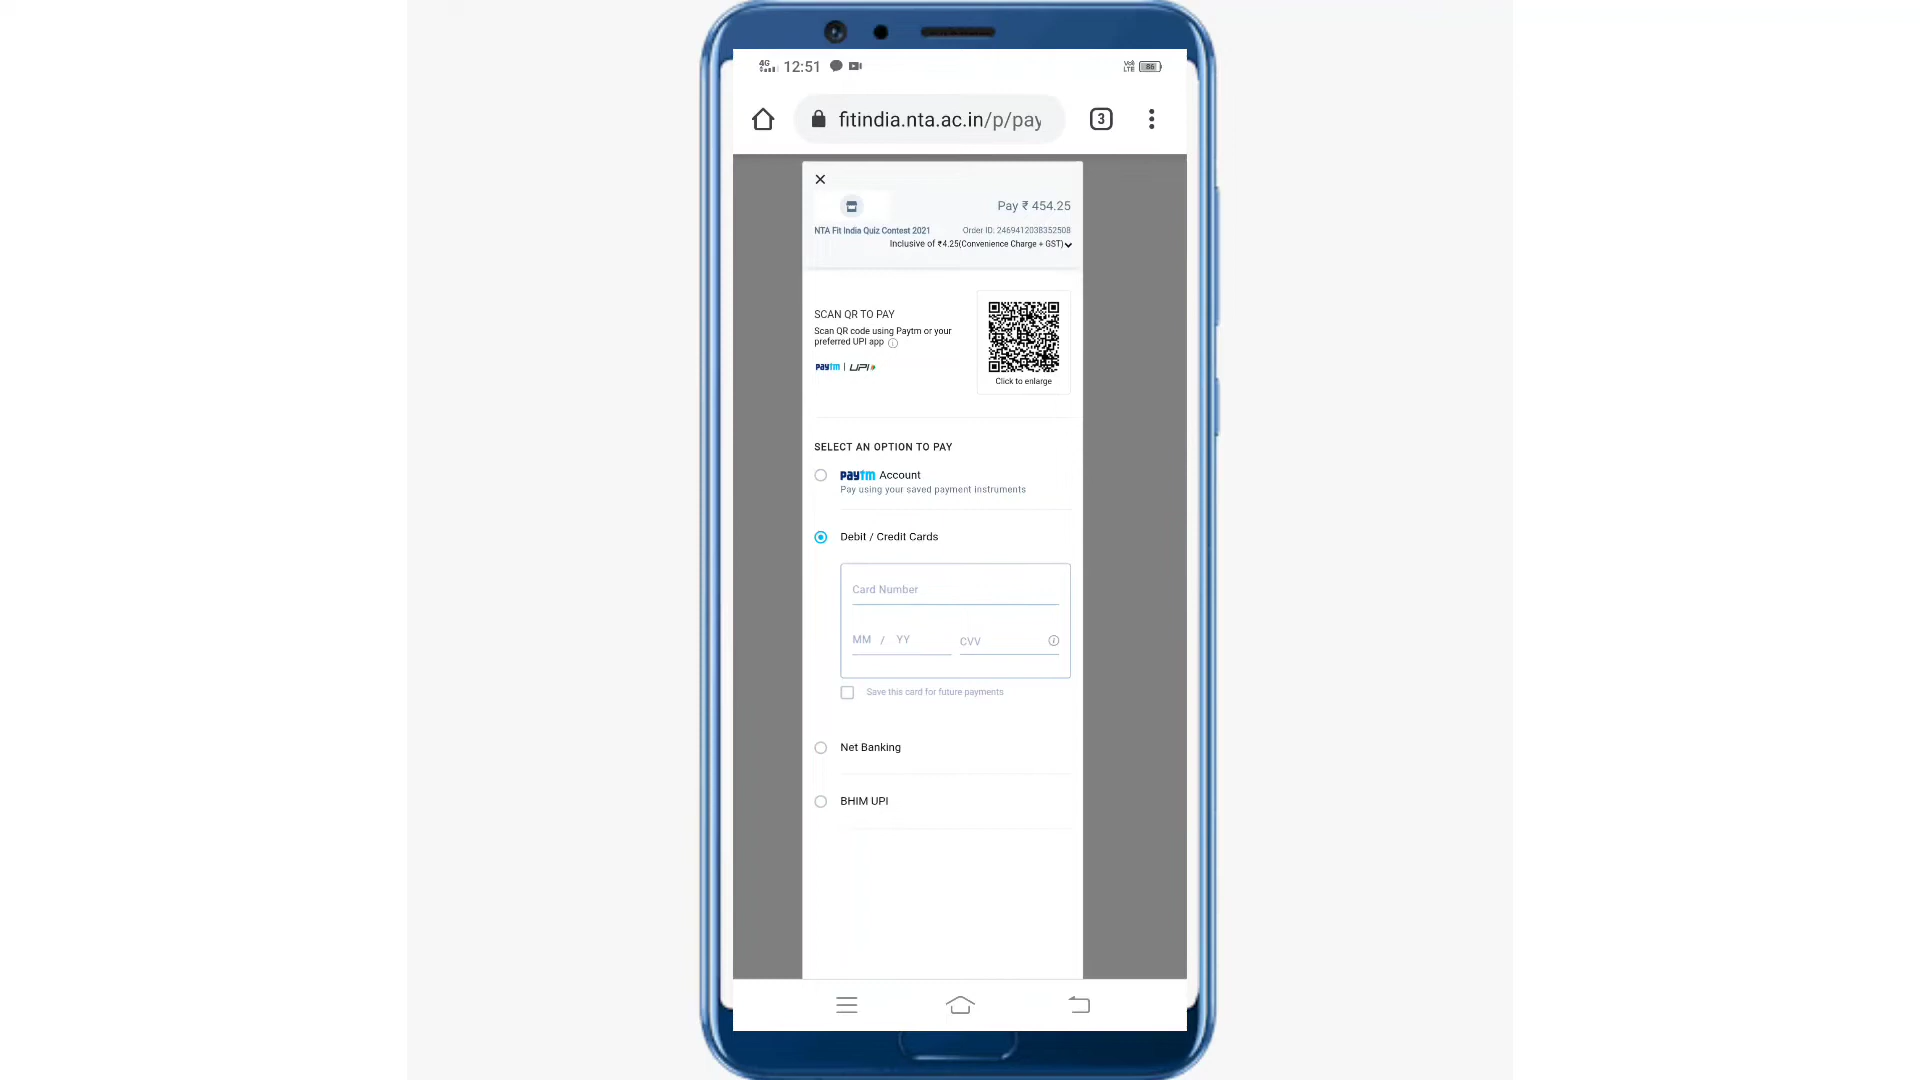 4G 12:51 Vo) LTE 86
fitindia.nta.ac.in/p/pay 3
Pay ₹ 454.25
NTA Fit India Quiz Contest 2021 Order ID: 2469412038352508
Inclusive of ₹4.25(Convenience Charge + GST)
SCAN QR TO PAY
Scan QR code using Paytm or your
preferred UPI app
paytm | UPI
Click to enlarge
SELECT AN OPTION TO PAY
paytm Account
Pay using your saved payment instruments
Debit / Credit Cards
Card Number
MM / YY CVV
Save this card for future payments
Net Banking
BHIM UPI